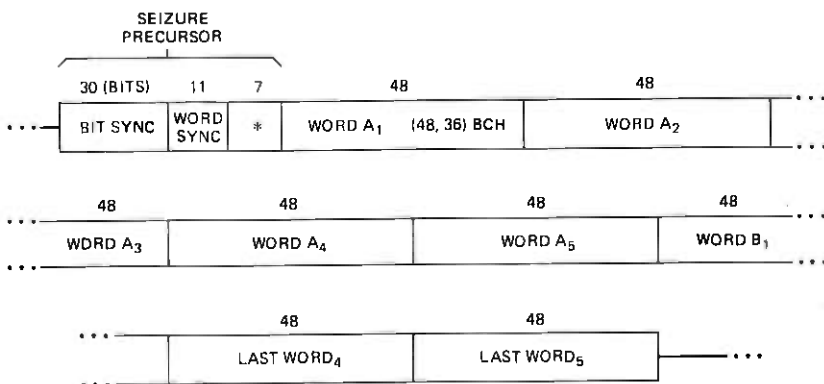 SEIZURE
PRECURSOR
30 (BITS) 11 7 48 48
BIT SYNC WORD SYNC * WORD A₁ (48, 36) BCH WORD A₂
48 48 48 48
WORD A₃ WORD A₄ WORD A₅ WORD B₁
48 48
LAST WORD₄ LAST WORD₅